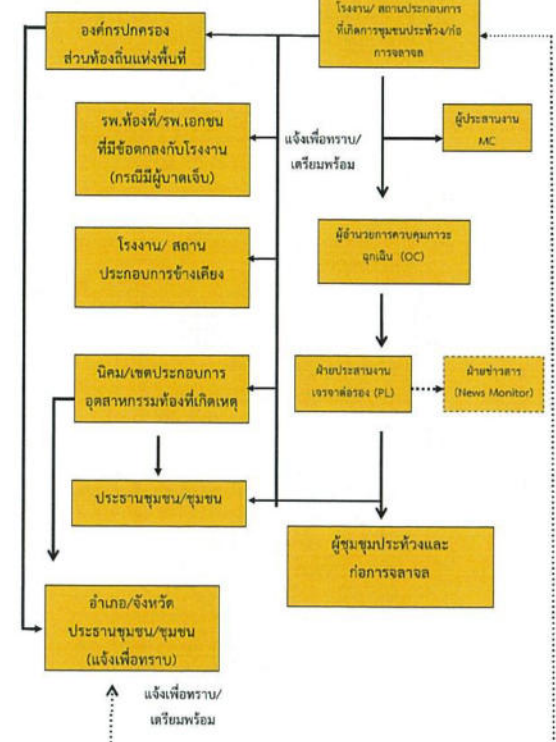 องค์กรปกครอง
ส่วนท้องถิ่นแห่งพื้นที่
โรงงาน/ สถานประกอบการ
ที่เกิดการชุมชนประท้วง/ก่อ
การจลาจล
รพ.ท้องที่/รพ.เอกชน
ที่มีข้อตกลงกับโรงงาน
(กรณีมีผู้บาดเจ็บ)
แจ้งเพื่อทราบ/
เตรียมพร้อม
ผู้ประสานงาน
MC
โรงงาน/ สถาน
ประกอบการข้างเคียง
ผู้อำนวยการควบคุมภาวะ
ฉุกเฉิน (OC)
นิคม/เขตประกอบการ
อุตสาหกรรมท้องที่เกิดเหตุ
ฝ่ายประสานงาน
เจรจาต่อรอง (PL)
ฝ่ายข่าวสาร
(News Monitor)
ประธานชุมชน/ชุมชน
ผู้ชุมชุมประท้วงและ
ก่อการจลาจล
อำเภอ/จังหวัด
ประธานชุมชน/ชุมชน
(แจ้งเพื่อทราบ)
แจ้งเพื่อทราบ/
เตรียมพร้อม